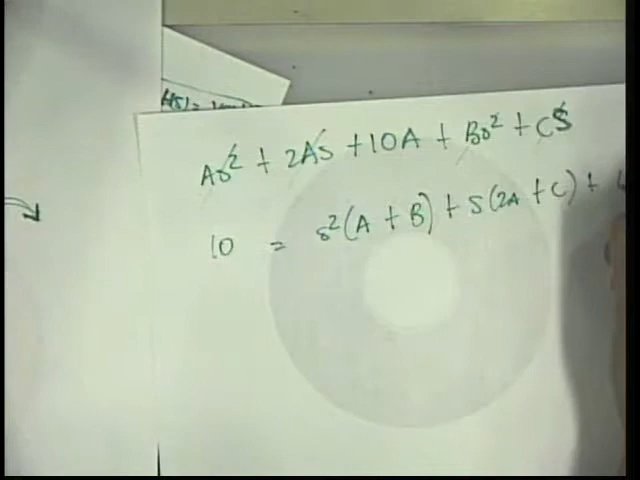 As² + 2As + 10A + Bs² + CS
10 = s²(A + B) + S(2A + C) +